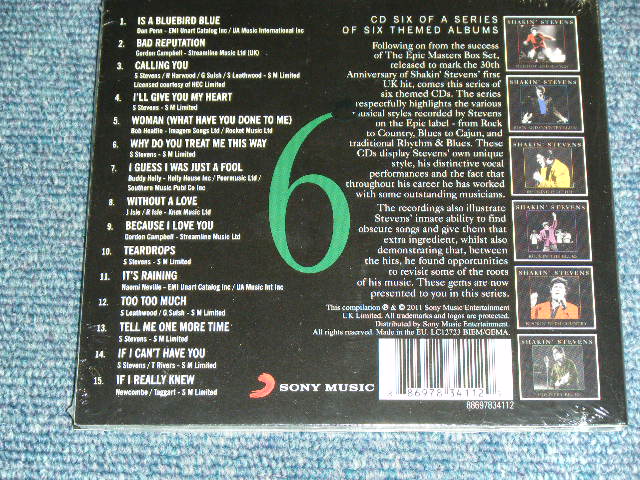 1. IS A BLUEBIRD BLUE
Dan Penn - EMI Unart Catalog Inc / UA Music International Inc
2. BAD REPUTATION
Gordon Campbell - Streamline Music Ltd (UK)
3. CALLING YOU
S Stevens / R Harwood / G Sulsh / S Leathwood - S M Limited
Licensed courtesy of HEC Limited
4. I'LL GIVE YOU MY HEART
S Stevens - S M Limited
5. WOMAN (WHAT HAVE YOU DONE TO ME)
Bob Heatlie - Imagem Songs Ltd / Rocket Music Ltd
6. WHY DO YOU TREAT ME THIS WAY
S Stevens - S M Limited
7. I GUESS I WAS JUST A FOOL
Buddy Holly - Holly House Inc / Peermusic Ltd /
Southern Music Publ Co Inc
8. WITHOUT A LOVE
J Isle / R Isle - Knox Music Ltd
9. BECAUSE I LOVE YOU
Gordon Campbell - Streamline Music Ltd
10. TEARDROPS
S Stevens - S M Limited
11. IT'S RAINING
Naomi Neville - EMI Unart Catalog Inc / UA Music Int Inc
12. TOO TOO MUCH
S Leathwood / G Sulsh - S M Limited
13. TELL ME ONE MORE TIME
S Stevens - S M Limited
14. IF I CAN'T HAVE YOU
S Stevens / T Rivers - S M Limited
15. IF I REALLY KNEW
Newcombe / Taggart - S M Limited
6
SONY MUSIC
CD SIX OF A SERIES
OF SIX THEMED ALBUMS
Following on from the success
of The Epic Masters Box Set,
released to mark the 30th
Anniversary of Shakin' Stevens' first
UK hit, comes this series of
six themed CDs. The series
respectfully highlights the various
musical styles recorded by Stevens
on the Epic label - from Rock
to Country, Blues to Cajun, and
traditional Rhythm & Blues. These
CDs display Stevens' own unique
style, his distinctive vocal
performances and the fact that
throughout his career he has worked
with some outstanding musicians.
The recordings also illustrate
Stevens' innate ability to find
obscure songs and give them that
extra ingredient, whilst also
demonstrating that, between
the hits, he found opportunities
to revisit some of the roots
of his music. These gems are now
presented to you in this series.
This compilation ℗ & © 2011 Sony Music Entertainment
UK Limited. All trademarks and logos are protected.
Distributed by Sony Music Entertainment.
All rights reserved. Made in the EU. LC12723 BIEM/GEMA.
86978 34112
88697834112
SHAKIN' STEVENS
SHAKIN' STEVENS
SHAKIN' STEVENS
SHAKIN' STEVENS
SHAKIN' STEVENS
SHAKIN' STEVENS